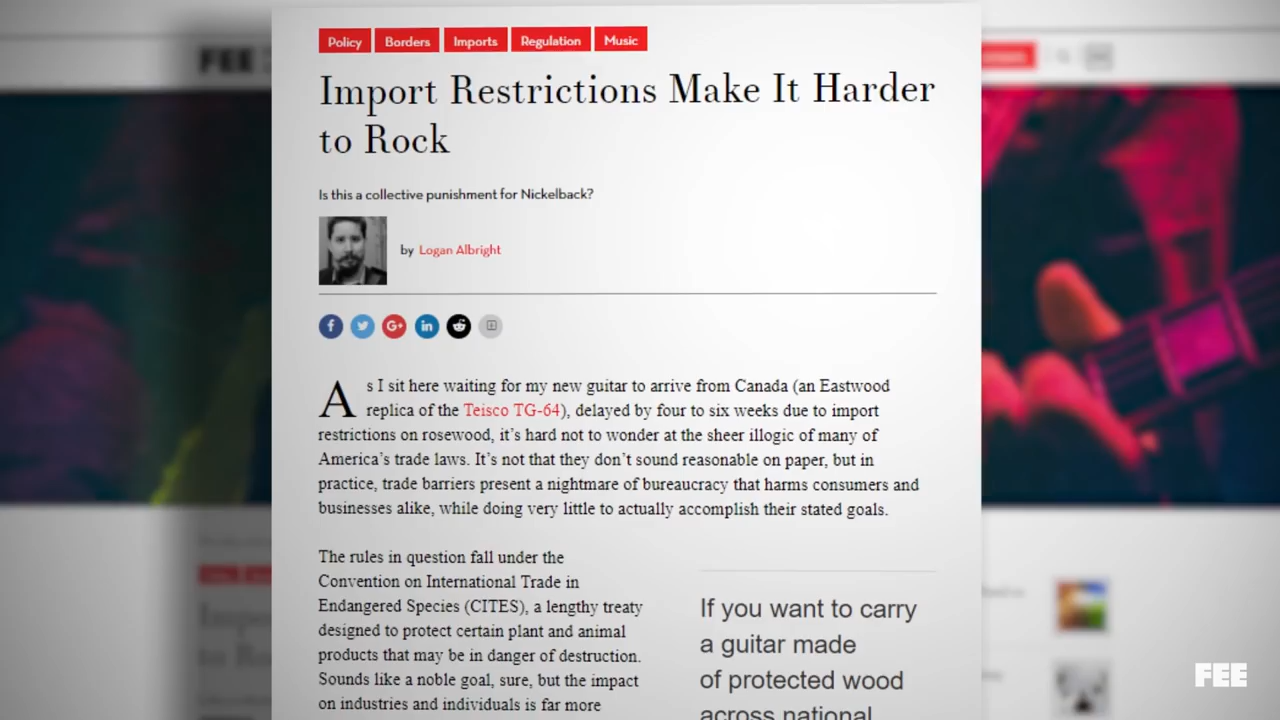 FEE
Policy
Borders
Imports
Regulation
Music
Import Restrictions Make It Harder
to Rock
Is this a collective punishment for Nickelback?
by Logan Albright
As I sit here waiting for my new guitar to arrive from Canada (an Eastwood
replica of the Teisco TG-64), delayed by four to six weeks due to import
restrictions on rosewood, it's hard not to wonder at the sheer illogic of many of
America's trade laws. It's not that they don't sound reasonable on paper, but in
practice, trade barriers present a nightmare of bureaucracy that harms consumers and
businesses alike, while doing very little to actually accomplish their stated goals.
The rules in question fall under the
Convention on International Trade in
Endangered Species (CITES), a lengthy treaty
designed to protect certain plant and animal
products that may be in danger of destruction.
Sounds like a noble goal, sure, but the impact
on industries and individuals is far more
If you want to carry
a guitar made
of protected wood
across national
FEE